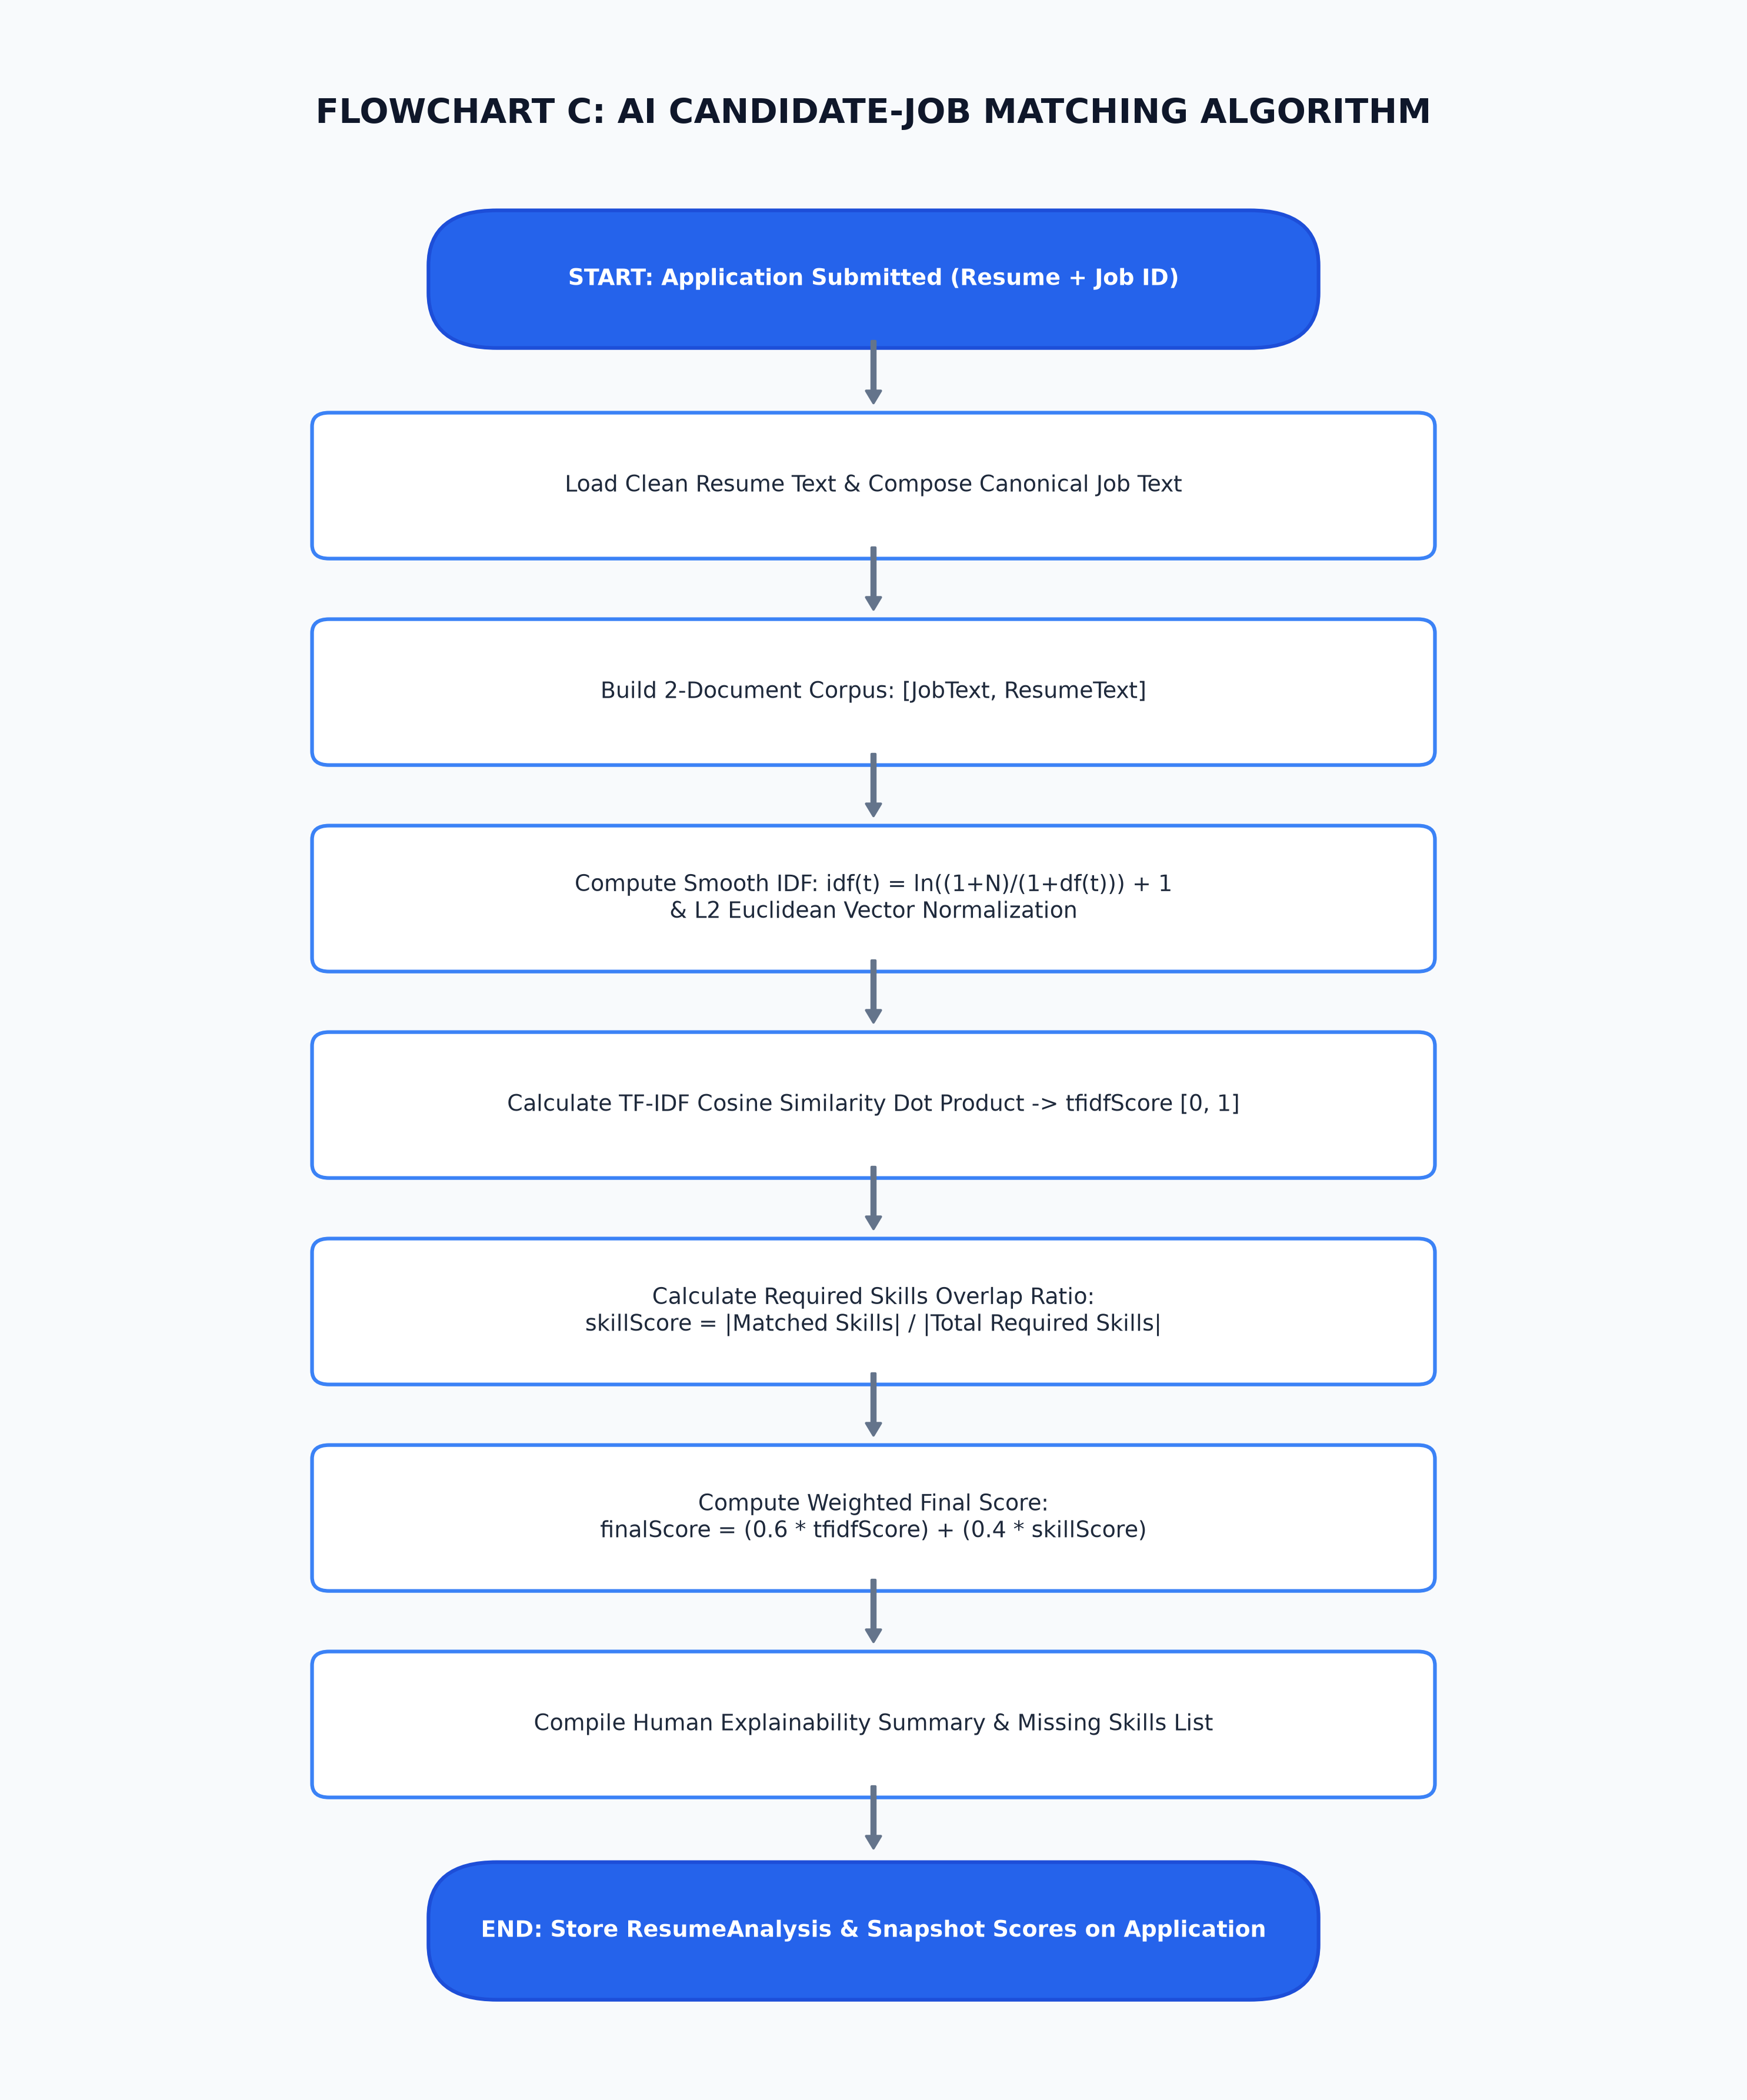 FLOWCHART C: AI CANDIDATE-JOB MATCHING ALGORITHM
START: Application Submitted (Resume + Job ID)
Load Clean Resume Text & Compose Canonical Job Text
Build 2-Document Corpus: [JobText, ResumeText]
Compute Smooth IDF: idf(t) = ln((1+N)/(1+df(t))) + 1
& L2 Euclidean Vector Normalization
Calculate TF-IDF Cosine Similarity Dot Product -> tfidfScore [0, 1]
Calculate Required Skills Overlap Ratio:
skillScore = |Matched Skills| / |Total Required Skills|
Compute Weighted Final Score:
finalScore = (0.6 * tfidfScore) + (0.4 * skillScore)
Compile Human Explainability Summary & Missing Skills List
END: Store ResumeAnalysis & Snapshot Scores on Application